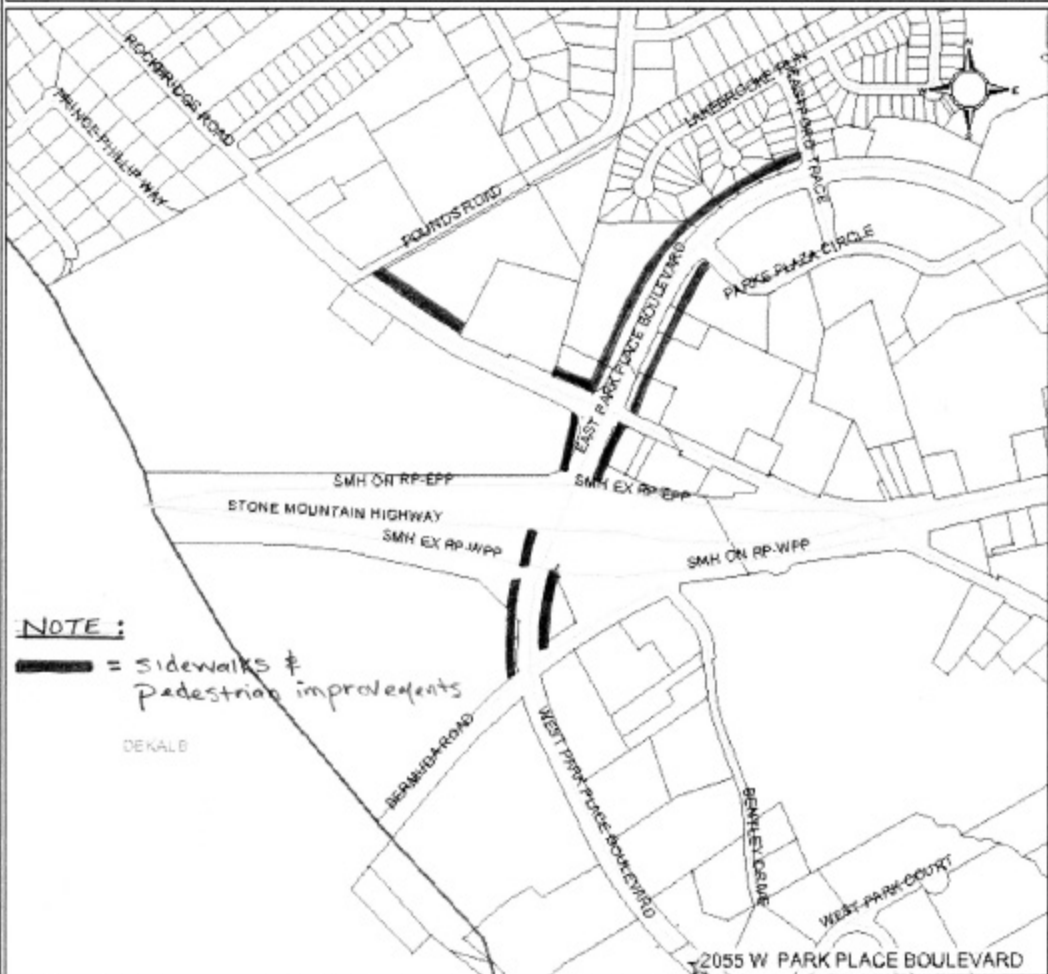 ROCKBRIDGE ROAD
PRINCE PHILLIP WAY
LAKEBROOKE RUN
TRACE
N
W
E
S
POUNDS ROAD
EAST PARK PLACE BOULEVARD
PARKE PLAZA CIRCLE
SMH ON RP-EPP
SMH EX RP-EPP
STONE MOUNTAIN HIGHWAY
SMH EX RP-WPP
SMH ON RP-WPP
NOTE :
= sidewalks &
pedestrian improvements
DEKALB
BERMUDA ROAD
WEST PARK PLACE BOULEVARD
BENTLEY DRIVE
WEST PARK COURT
2055 W PARK PLACE BOULEVARD